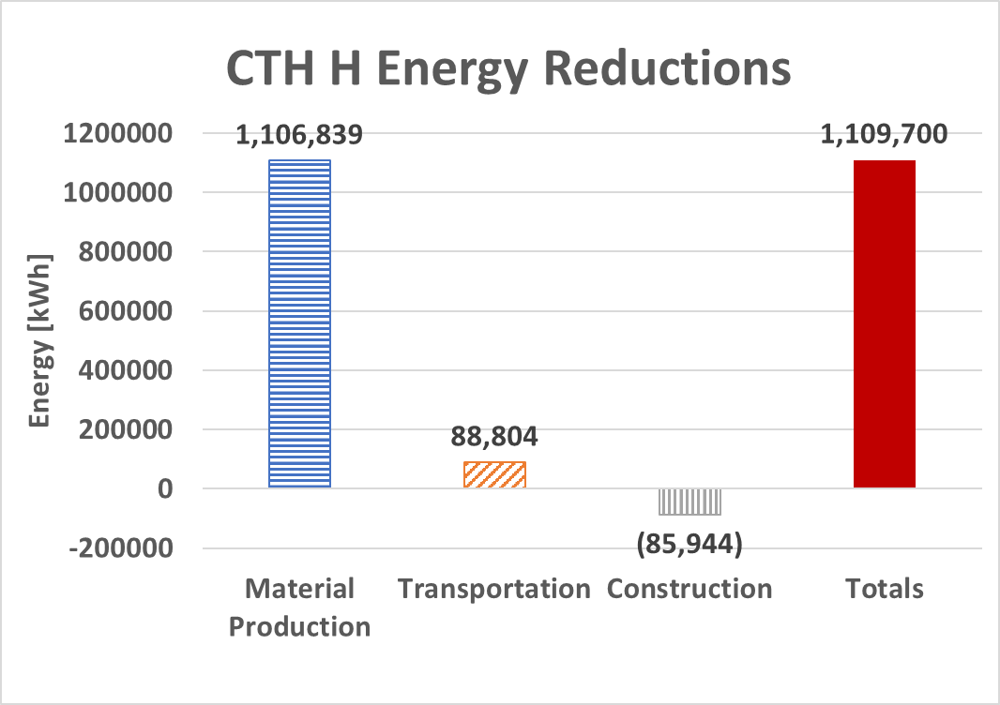 CTH H Energy Reductions
1200000
1000000
800000
600000
400000
200000
0
-200000
Energy [kWh]
1,106,839
88,804
(85,944)
1,109,700
Material
Production
Transportation
Construction
Totals